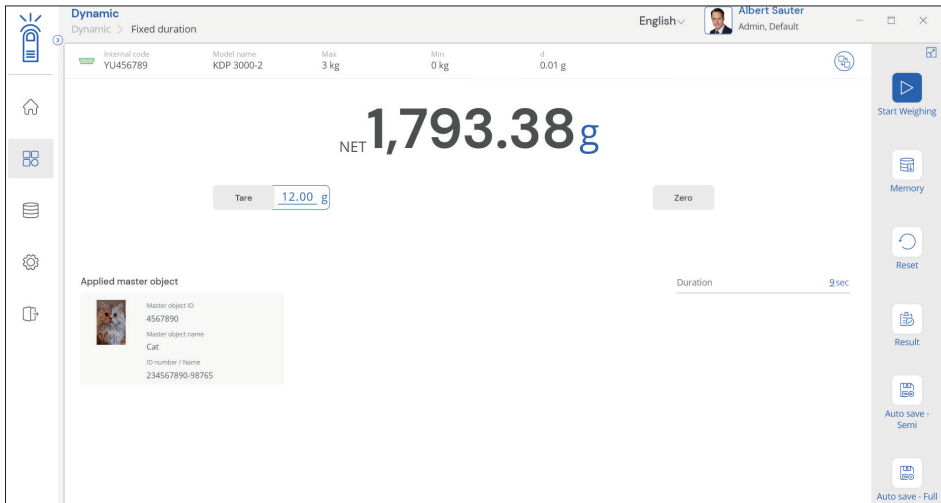 Dynamic
Dynamic > Fixed duration
English
Albert Sauter
Admin, Default
Internal code
YU456789
Model name
KDP 3000-2
Max
3 kg
Min
0 kg
d
0.01 g
NET 1,793.38 g
Tare 12.00 g
Zero
Applied master object
Master object ID
4567890
Master object name
Cat
ID number / Name
234567890-98765
Duration 9 sec
Start Weighing
Memory
Reset
Result
Auto save -
Semi
Auto save - Full